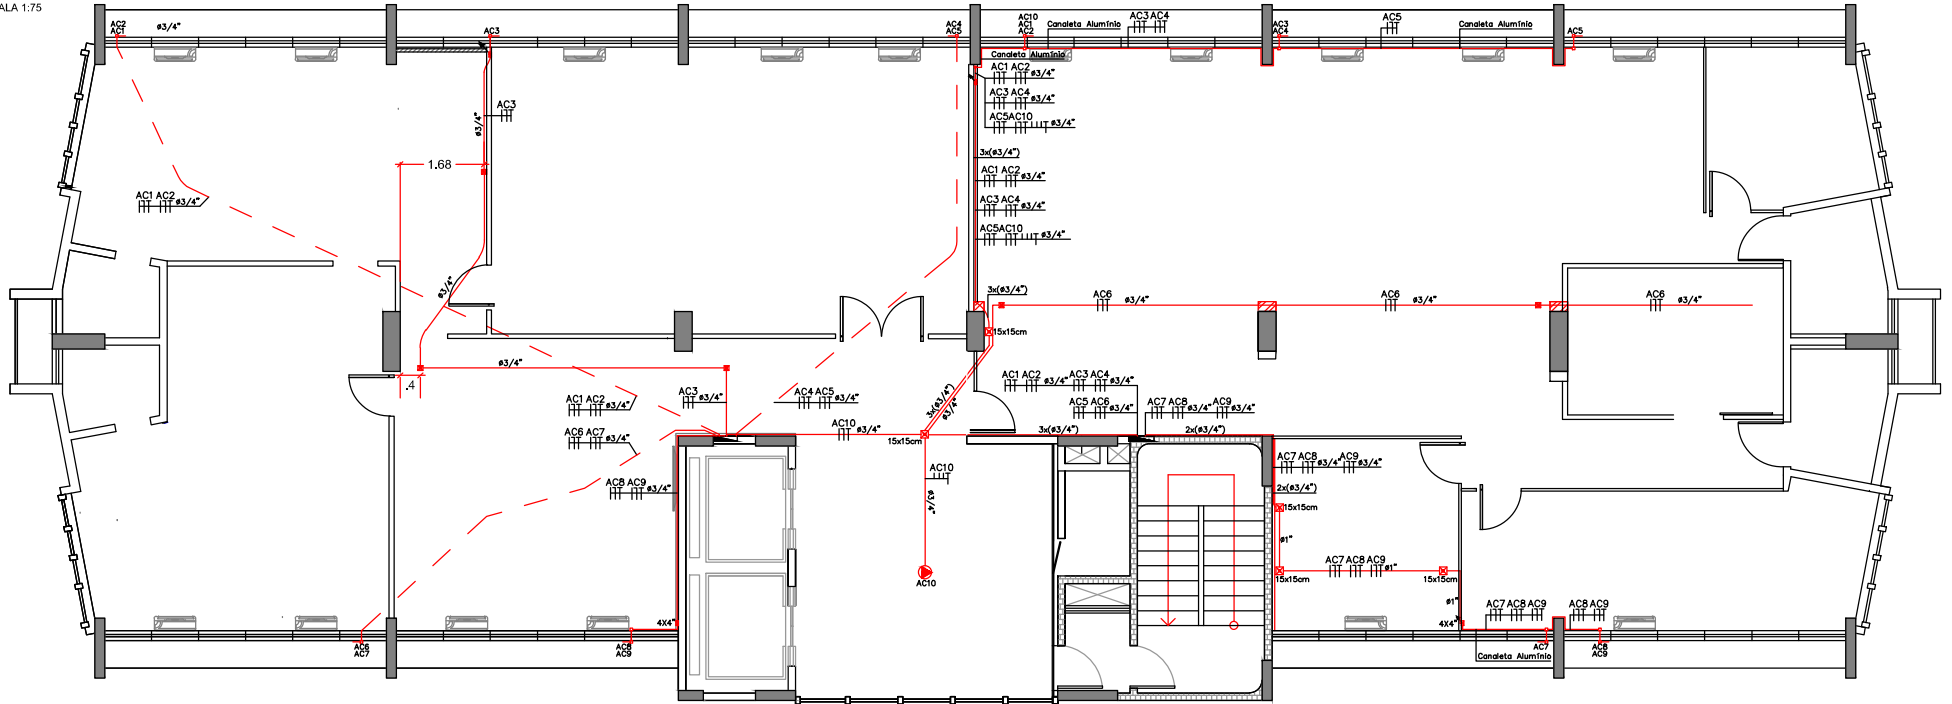 ALA 1:75
AC2
AC1
ø3/4"
AC3
AC4
AC5
AC10
AC1
AC2
Canaleta Alumínio
AC3 AC4
AC3
AC4
AC5
Canaleta Alumínio
AC5
Canaleta Alumínio
AC1 AC2 ø3/4"
AC3 AC4 ø3/4"
AC5AC10 ø3/4"
AC3
ø3/4"
3x(ø3/4")
1.68
AC1 AC2 ø3/4"
AC1 AC2 ø3/4"
AC3 AC4 ø3/4"
AC5AC10 ø3/4"
ø3/4"
3x(ø3/4")
AC6 ø3/4"
AC6 ø3/4"
AC6 ø3/4"
15x15cm
ø3/4"
.4
AC1 AC2 ø3/4"
AC3 ø3/4"
AC4 AC5 ø3/4"
3x(ø3/4")
ø3/4"
AC1 AC2 ø3/4" AC3 AC4 ø3/4"
AC5 AC6 ø3/4"
AC7 AC8 ø3/4" AC9 ø3/4"
AC6 AC7 ø3/4"
AC10 ø3/4"
15x15cm
3x(ø3/4")
2x(ø3/4")
AC8 AC9 ø3/4"
AC10
ø3/4"
AC7 AC8 ø3/4" AC9 ø3/4"
2x(ø3/4")
15x15cm
ø1"
AC7 AC8 AC9 ø1"
15x15cm
15x15cm
AC10
ø1"
4X4"
4X4"
AC7 AC8 AC9
AC8 AC9
AC6
AC7
AC8
AC9
AC7
AC8
AC9
Canaleta Alumínio